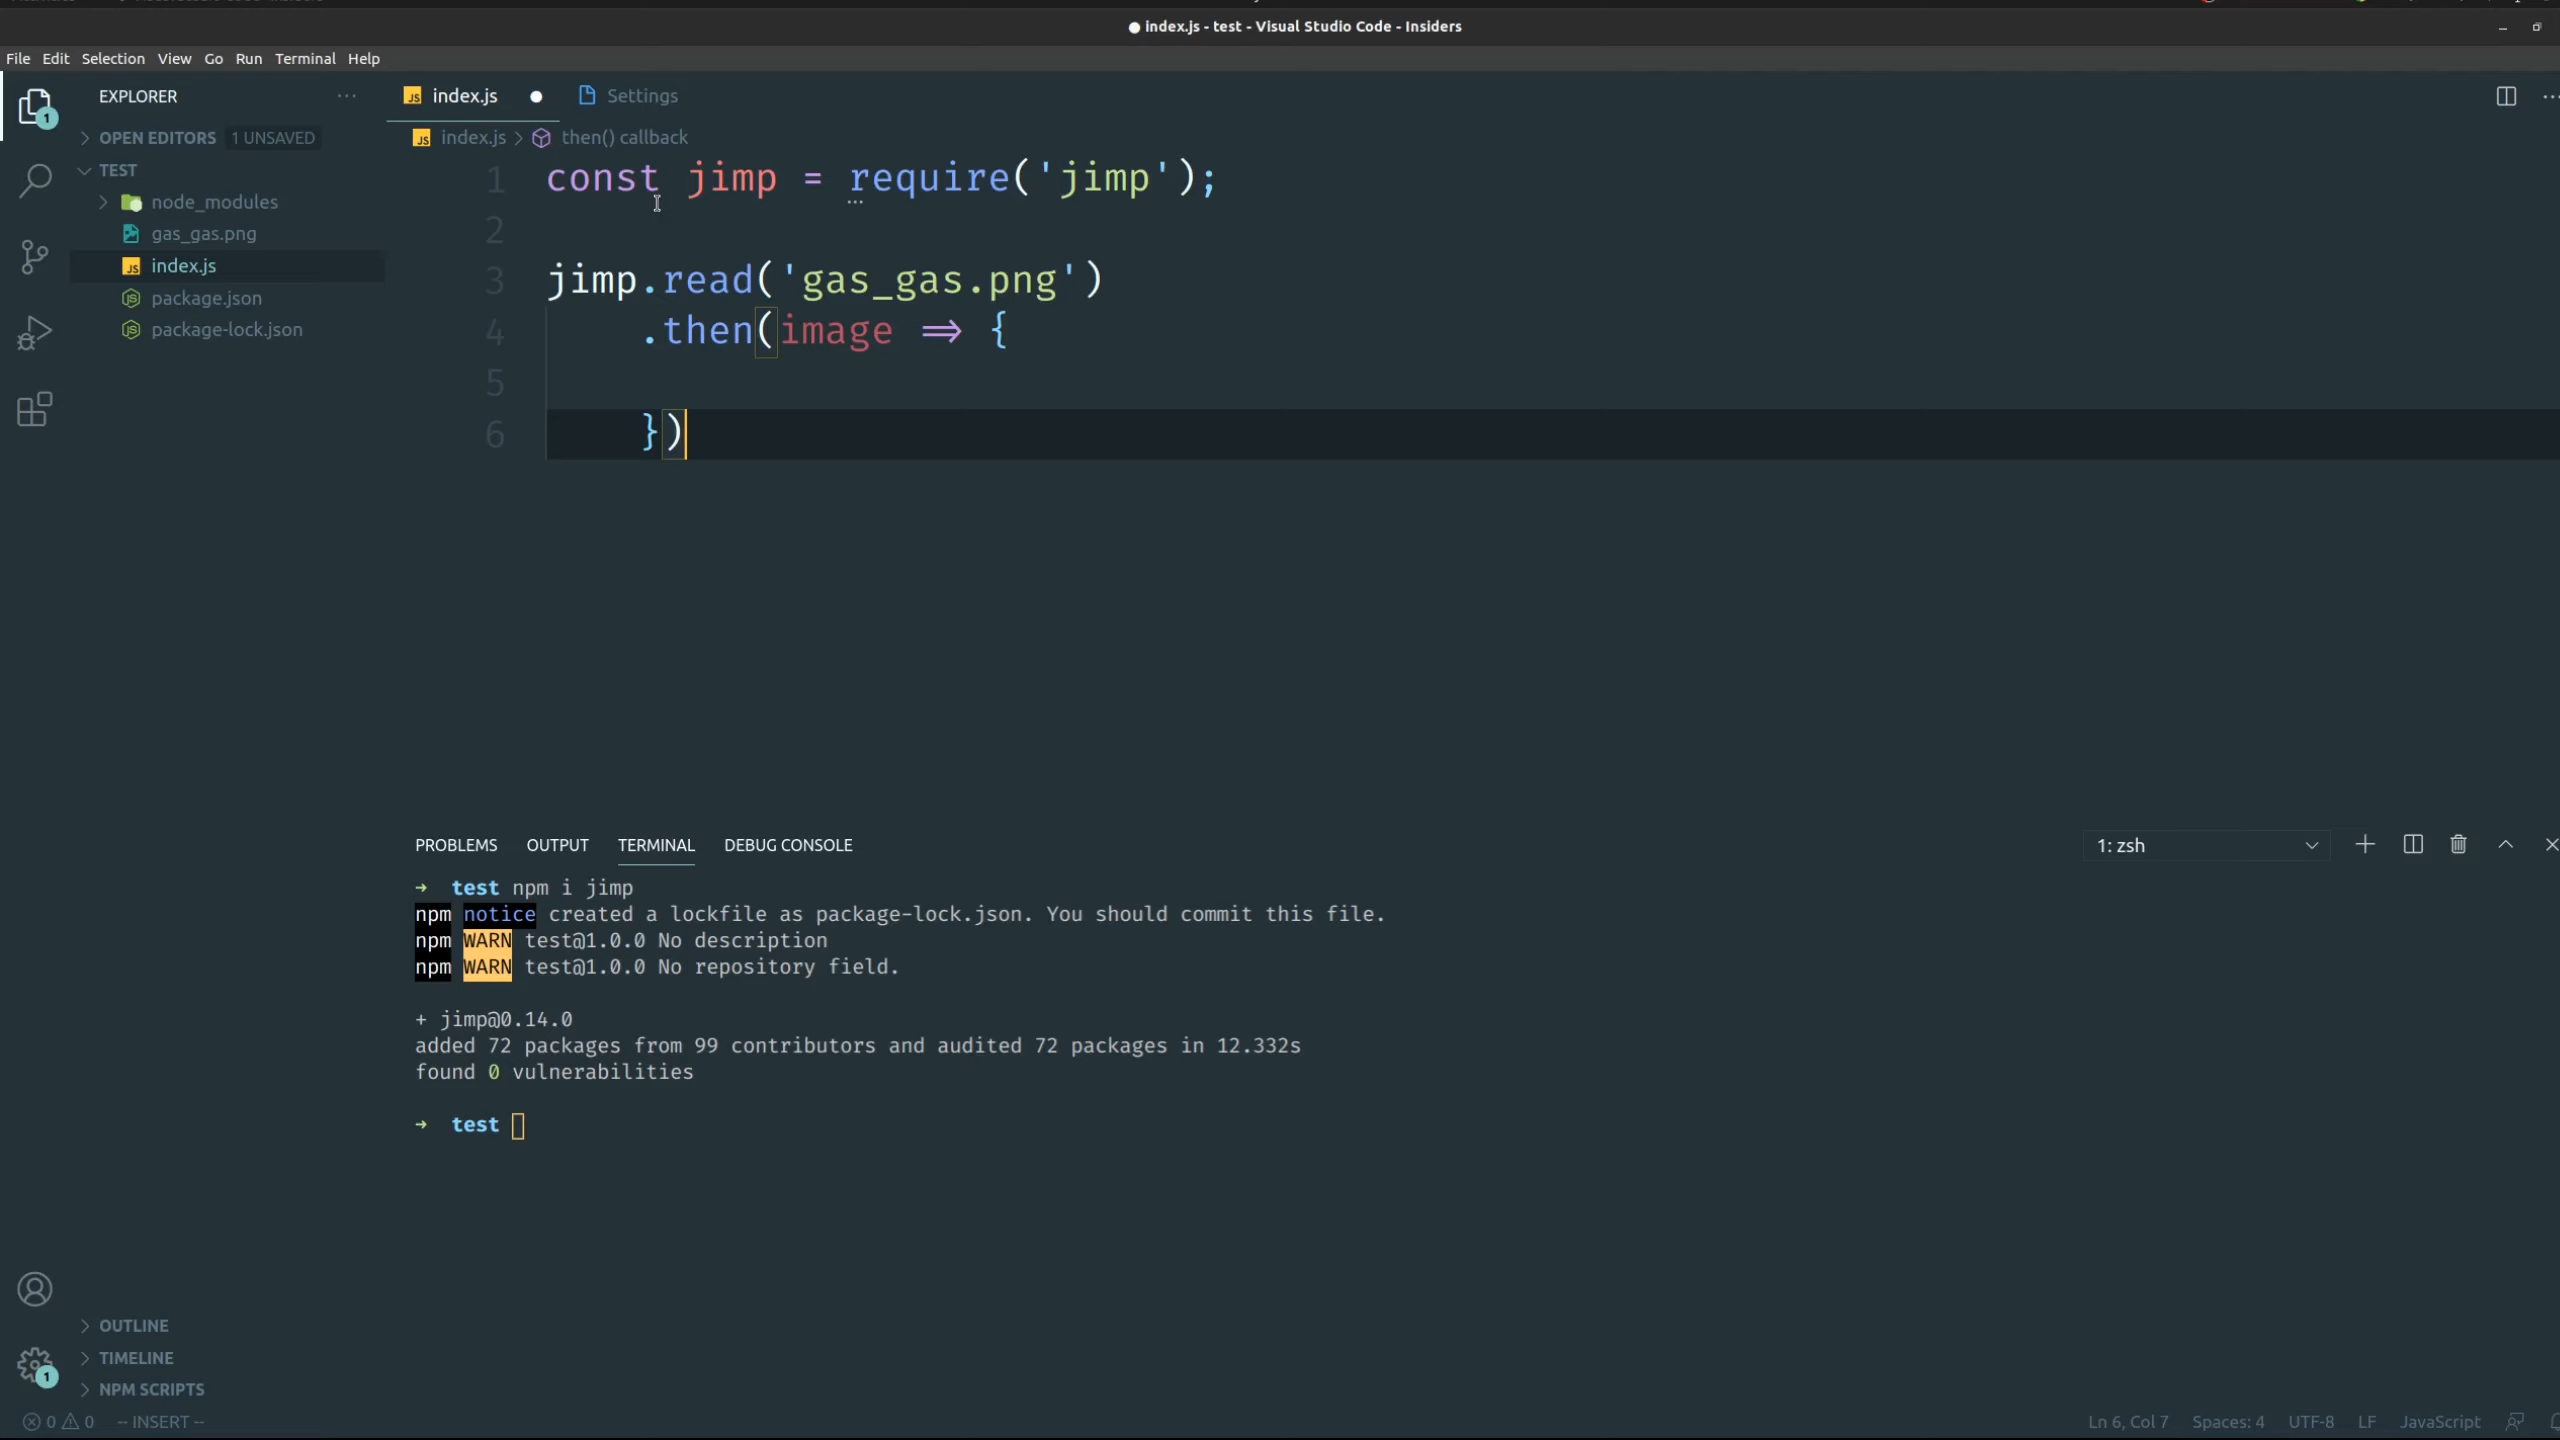 index.js - test - Visual Studio Code - Insiders
File Edit Selection View Go Run Terminal Help
EXPLORER
OPEN EDITORS 1 UNSAVED
TEST
node_modules
gas_gas.png
JS index.js
package.json
package-lock.json
JS index.js
Settings
JS index.js > then() callback
1 const jimp = require('jimp');
2
3 jimp.read('gas_gas.png')
4 .then(image => {
5
6 })
PROBLEMS OUTPUT TERMINAL DEBUG CONSOLE
1: zsh
→ test npm i jimp
npm notice created a lockfile as package-lock.json. You should commit this file.
npm WARN test@1.0.0 No description
npm WARN test@1.0.0 No repository field.
+ jimp@0.14.0
added 72 packages from 99 contributors and audited 72 packages in 12.332s
found 0 vulnerabilities
→ test
1
OUTLINE
TIMELINE
NPM SCRIPTS
1
0 0 -- INSERT --
Ln 6, Col 7 Spaces: 4 UTF-8 LF JavaScript